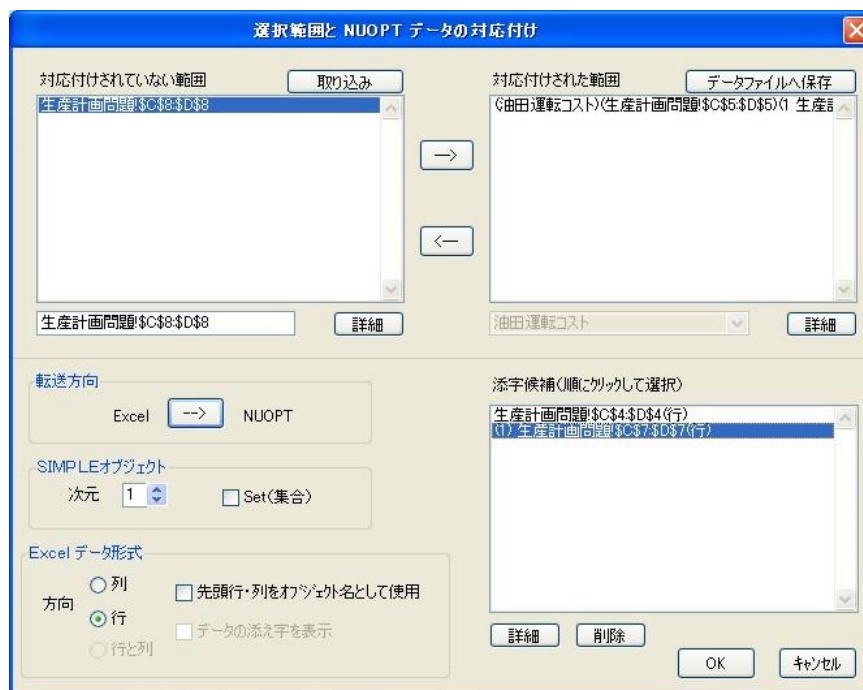 選択範囲と NUOPT データの対応付け
対応付けされていない範囲
取り込み
生産計画問題!$C$8:$D$8
生産計画問題!$C$8:$D$8
詳細
-->
<--
対応付けされた範囲
データファイルへ保存
(油田運転コスト)(生産計画問題!$C$5:$D$5)(1 生産計
油田運転コスト
詳細
転送方向
Excel --> NUOPT
SIMPLEオブジェクト
次元 1 Set(集合)
Excel データ形式
方向
列
行
行と列
先頭行・列をオブジェクト名として使用
データの添え字を表示
添字候補(順にクリックして選択)
生産計画問題!$C$4:$D$4(行)
(1) 生産計画問題!$C$7:$D$7(行)
詳細 削除
OK キャンセル